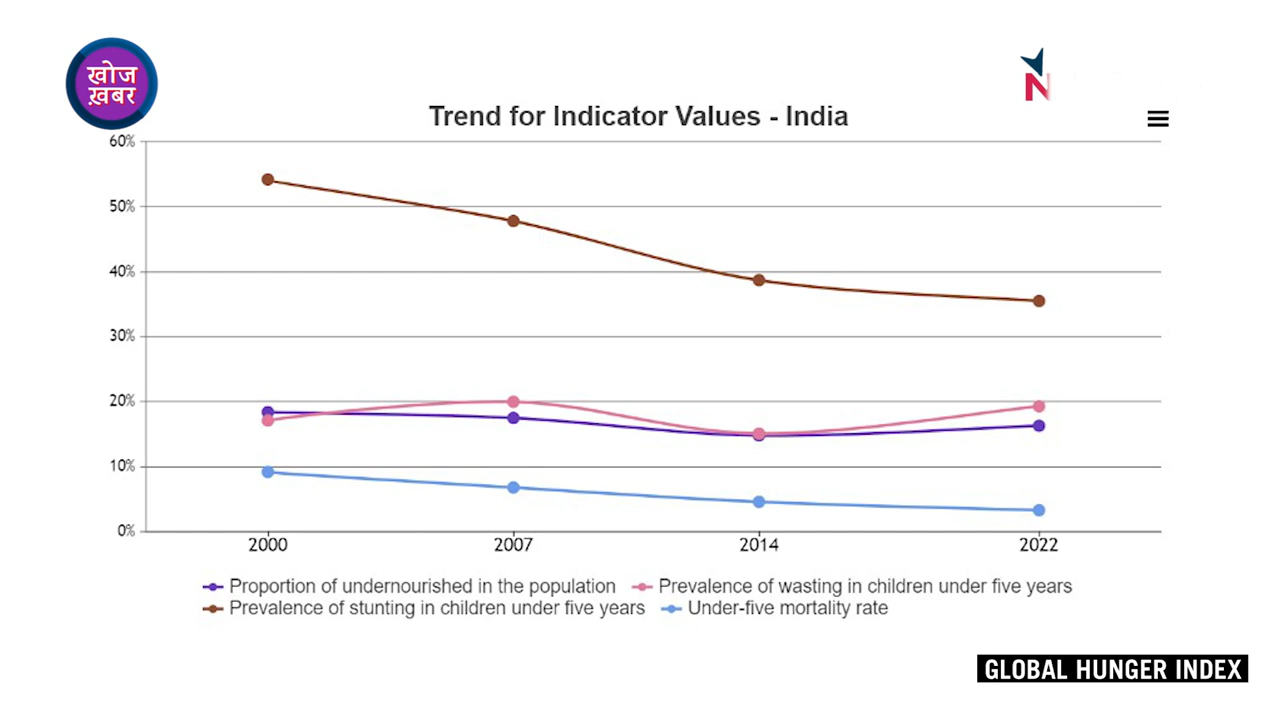 खोज
ख़बर
N
Trend for Indicator Values - India
60%
50%
40%
30%
20%
10%
0%
2000 2007 2014 2022
Proportion of undernourished in the population Prevalence of wasting in children under five years
Prevalence of stunting in children under five years Under-five mortality rate
GLOBAL HUNGER INDEX